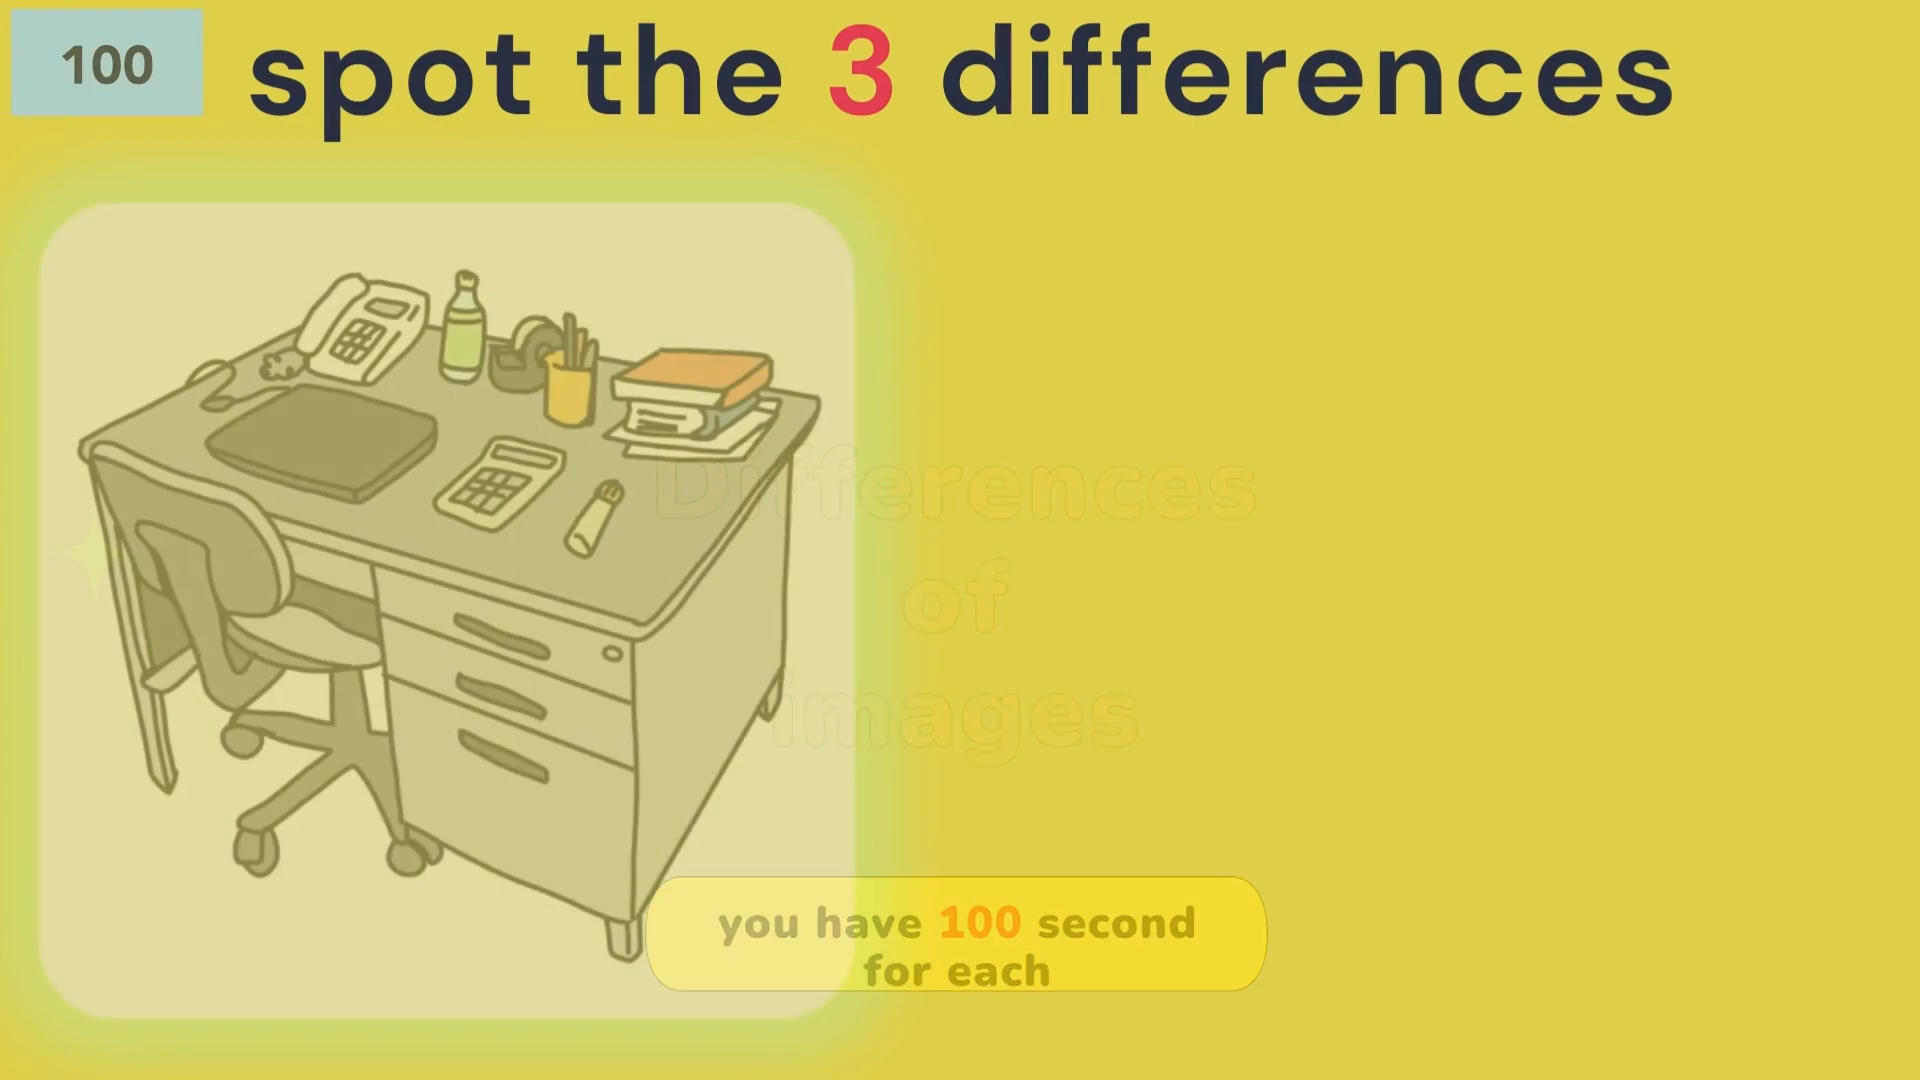 100
spot the 3 differences
Differences
of
images
you have 100 second
for each